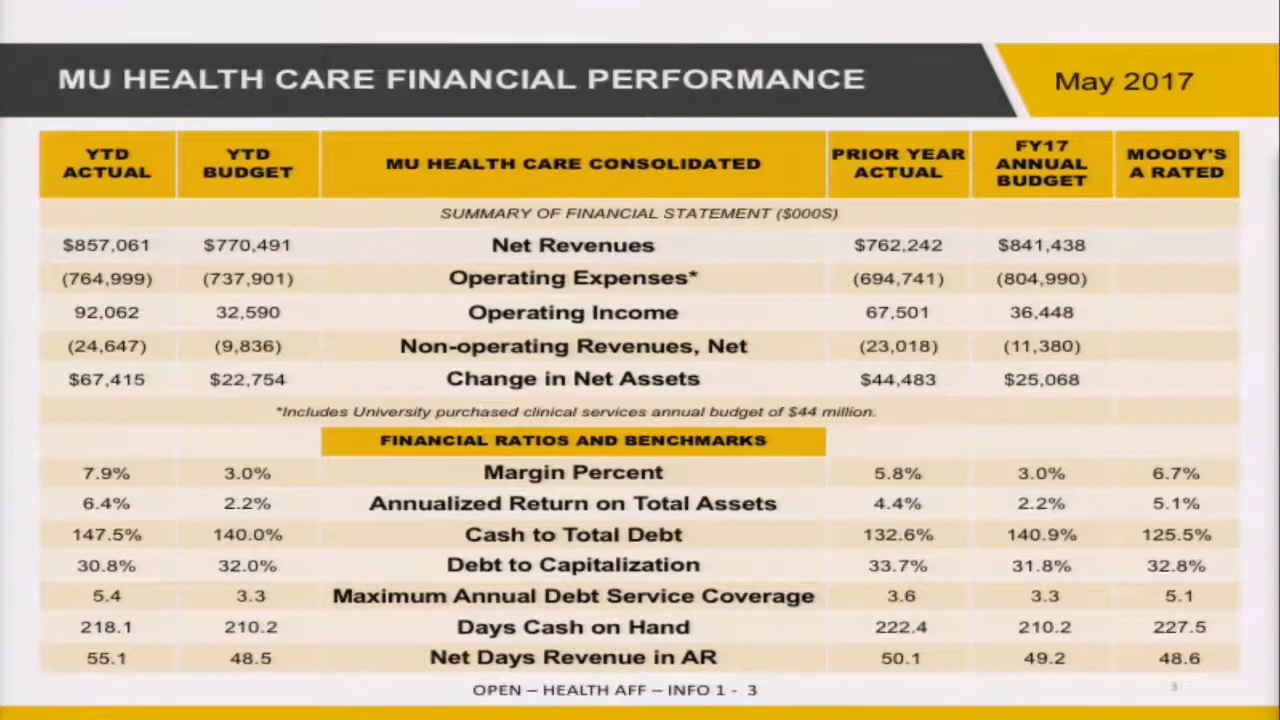 MU HEALTH CARE FINANCIAL PERFORMANCE May 2017
YTD ACTUAL YTD BUDGET MU HEALTH CARE CONSOLIDATED PRIOR YEAR ACTUAL FY17 ANNUAL BUDGET MOODY'S A RATED
SUMMARY OF FINANCIAL STATEMENT ($000S)
$857,061 $770,491 Net Revenues $762,242 $841,438
(764,999) (737,901) Operating Expenses* (694,741) (804,990)
92,062 32,590 Operating Income 67,501 36,448
(24,647) (9,836) Non-operating Revenues, Net (23,018) (11,380)
$67,415 $22,754 Change in Net Assets $44,483 $25,068
*Includes University purchased clinical services annual budget of $44 million.
FINANCIAL RATIOS AND BENCHMARKS
7.9% 3.0% Margin Percent 5.8% 3.0% 6.7%
6.4% 2.2% Annualized Return on Total Assets 4.4% 2.2% 5.1%
147.5% 140.0% Cash to Total Debt 132.6% 140.9% 125.5%
30.8% 32.0% Debt to Capitalization 33.7% 31.8% 32.8%
5.4 3.3 Maximum Annual Debt Service Coverage 3.6 3.3 5.1
218.1 210.2 Days Cash on Hand 222.4 210.2 227.5
55.1 48.5 Net Days Revenue in AR 50.1 49.2 48.6
OPEN – HEALTH AFF – INFO 1 - 3 3